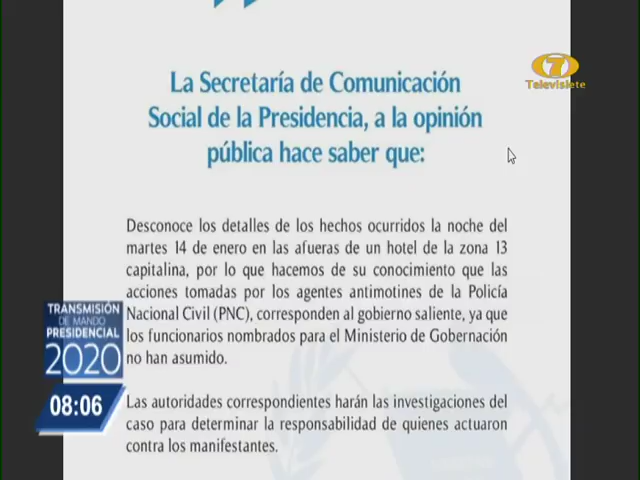 La Secretaría de Comunicación
Social de la Presidencia, a la opinión
pública hace saber que:
7
Televisiete
Desconoce los detalles de los hechos ocurridos la noche del
martes 14 de enero en las afueras de un hotel de la zona 13
capitalina, por lo que hacemos de su conocimiento que las
acciones tomadas por los agentes antimotines de la Policía
Nacional Civil (PNC), corresponden al gobierno saliente, ya que
los funcionarios nombrados para el Ministerio de Gobernación
no han asumido.
Las autoridades correspondientes harán las investigaciones del
caso para determinar la responsabilidad de quienes actuaron
contra los manifestantes.
TRANSMISIÓN
DE MANDO
PRESIDENCIAL
2020
08:06